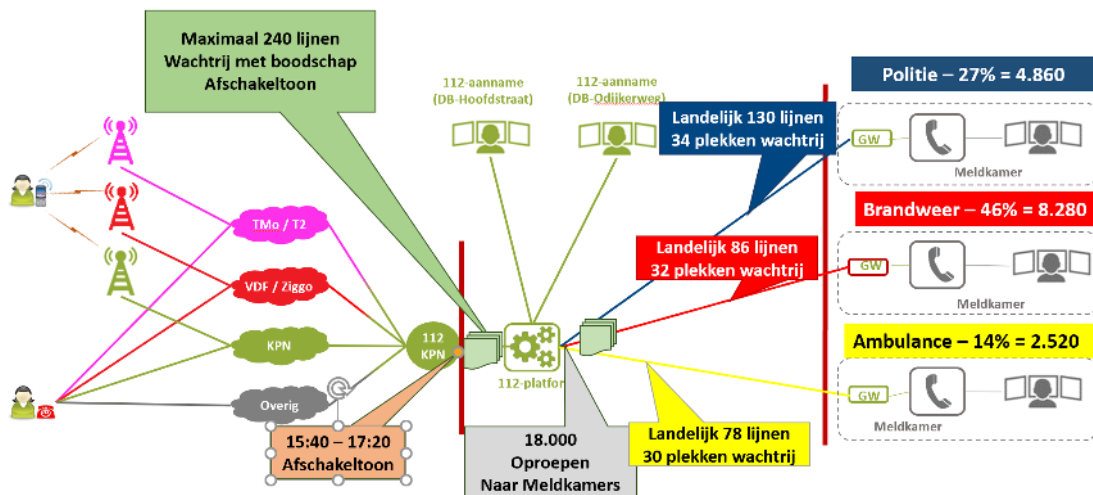 Maximaal 240 lijnen
Wachtrij met boodschap
Afschakeltoon
112-aanname
(DB-Hoofdstraat)
112-aanname
(DB-Odijkerweg)
Landelijk 130 lijnen
34 plekken wachtrij
Politie – 27% = 4.860
GW
Meldkamer
Brandweer – 46% = 8.280
Landelijk 86 lijnen
32 plekken wachtrij
GW
Meldkamer
TMo / T2
VDF / Ziggo
KPN
Overig
112
KPN
112-platfor
Ambulance – 14% = 2.520
GW
Meldkamer
15:40 – 17:20
Afschakeltoon
18.000
Oproepen
Naar Meldkamers
Landelijk 78 lijnen
30 plekken wachtrij